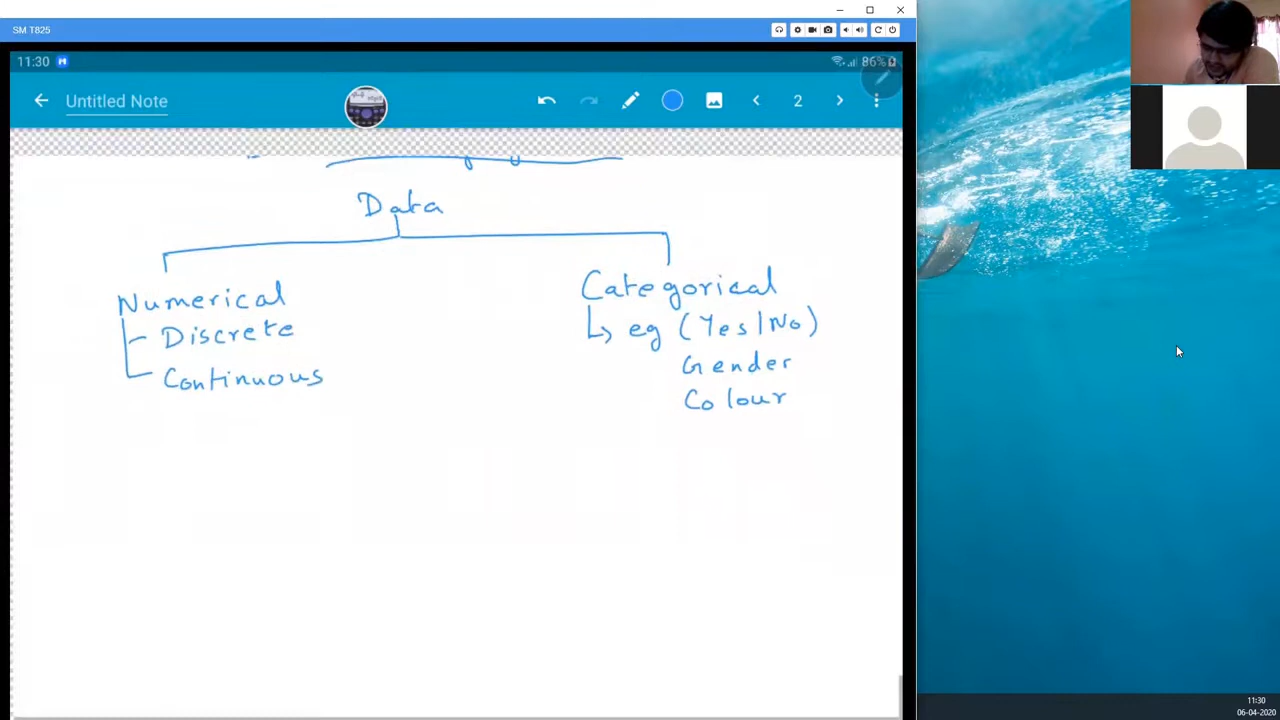 SM T825
11:30
86%
Untitled Note
2
Data
Numerical
Discrete
Continuous
Categorical
eg (Yes/No)
Gender
Colour
11:30
06-04-2020